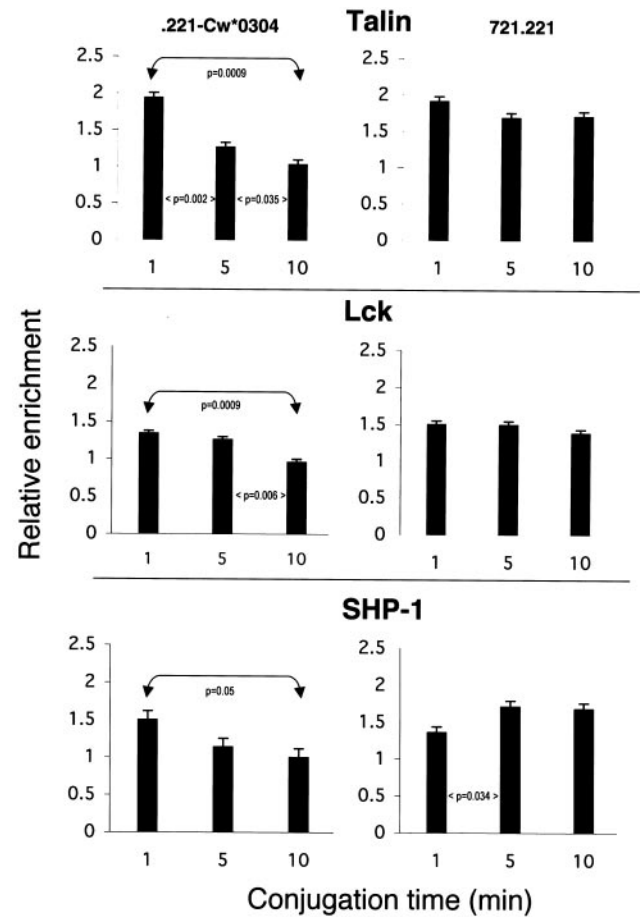 .221-Cw*0304 Talin 721.221
2.5 2.5
p=0.0009
2 2
1.5 1.5
1 1
< p=0.002 > < p=0.035 >
0.5 0.5
0 0
1 5 10 1 5 10
Lck
2.5 2.5
2 2
p=0.0009
1.5 1.5
1 1
< p=0.006 >
0.5 0.5
0 0
1 5 10 1 5 10
SHP-1
2.5 2.5
2 2
p=0.05
1.5 1.5
1 1
< p=0.034 >
0.5 0.5
0 0
1 5 10 1 5 10
Relative enrichment
Conjugation time (min)